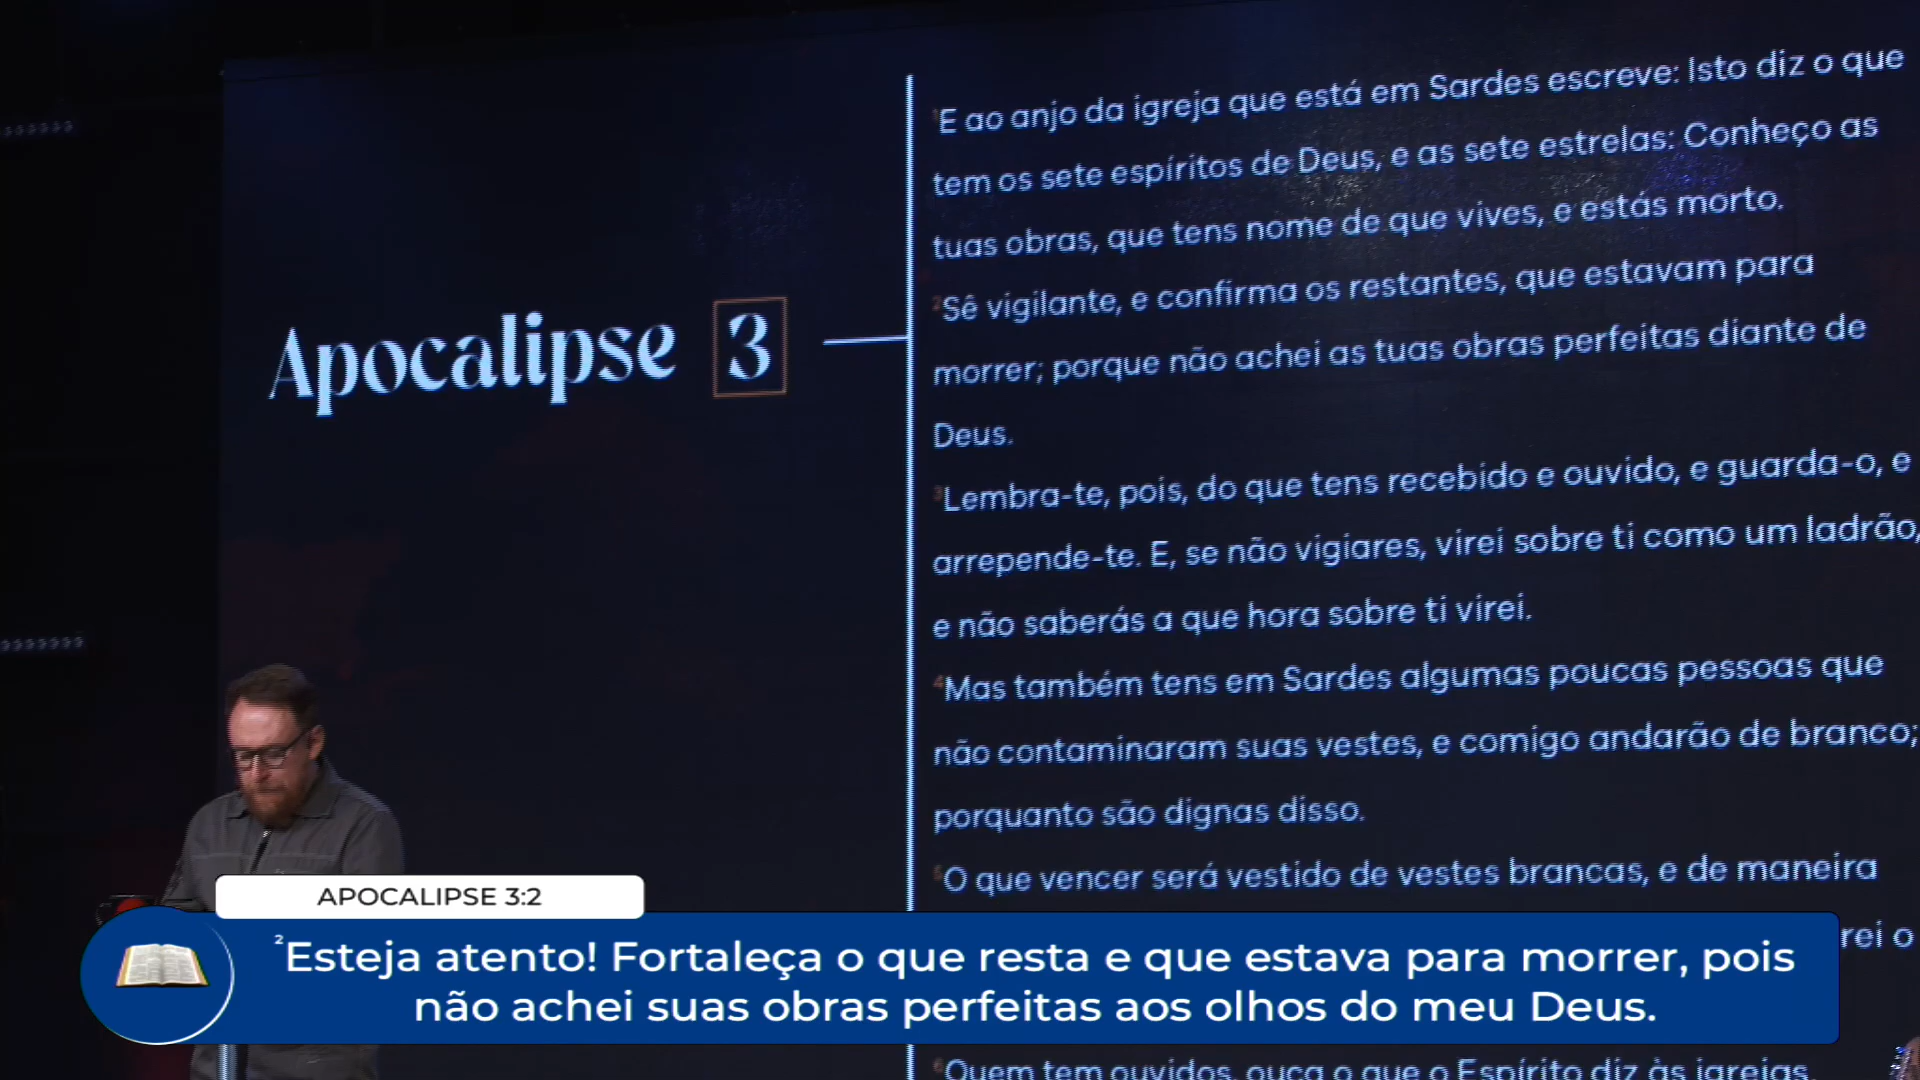 Apocalipse 3
¹E ao anjo da igreja que está em Sardes escreve: Isto diz o que
tem os sete espíritos de Deus, e as sete estrelas: Conheço as
tuas obras, que tens nome de que vives, e estás morto.
²Sê vigilante, e confirma os restantes, que estavam para
morrer; porque não achei as tuas obras perfeitas diante de
Deus.
³Lembra-te, pois, do que tens recebido e ouvido, e guarda-o, e
arrepende-te. E, se não vigiares, virei sobre ti como um ladrão,
e não saberás a que hora sobre ti virei.
⁴Mas também tens em Sardes algumas poucas pessoas que
não contaminaram suas vestes, e comigo andarão de branco;
porquanto são dignas disso.
⁵O que vencer será vestido de vestes brancas, e de maneira
rei o
⁶Quem tem ouvidos, ouça o que o Espírito diz às igrejas.
APOCALIPSE 3:2
²Esteja atento! Fortaleça o que resta e que estava para morrer, pois
não achei suas obras perfeitas aos olhos do meu Deus.